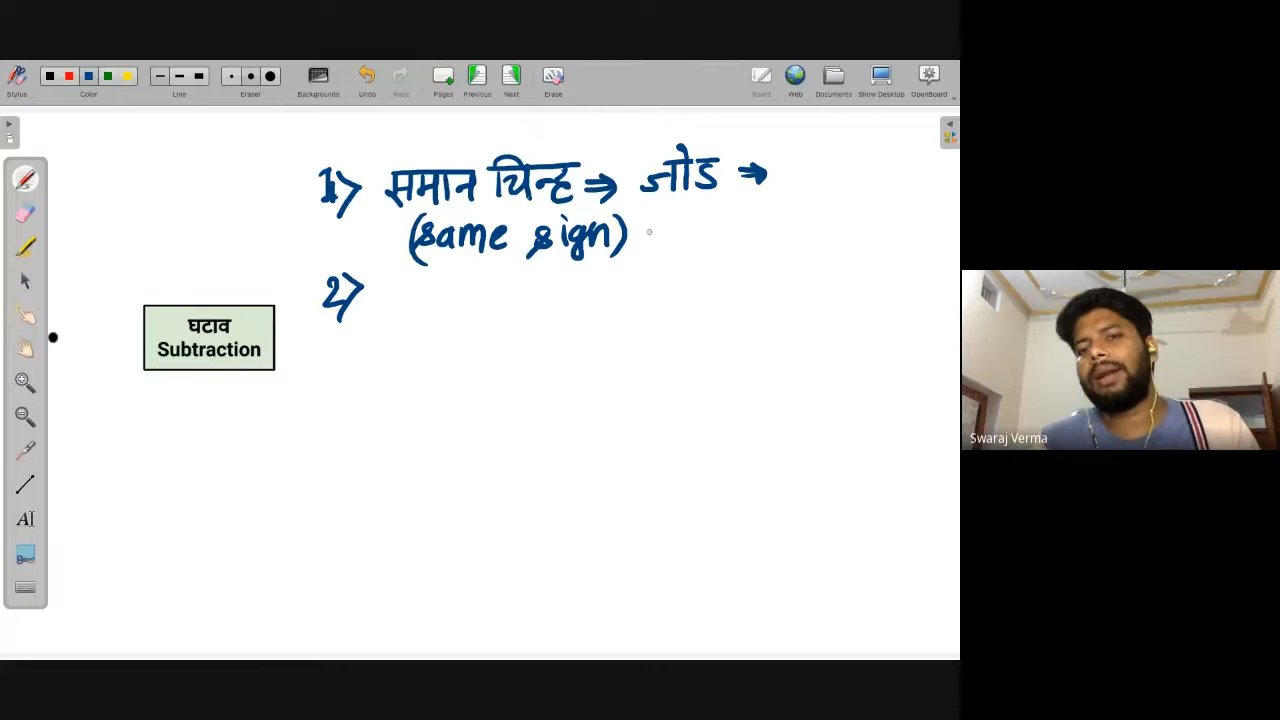 Stylus Color Line Eraser Backgrounds Undo Redo Pages Previous Next Erase Board Web Documents Show Desktop OpenBoard
1> समान चिन्ह ⇒ जोड →
(same sign)
2>
घटाव
Subtraction
Swaraj Verma